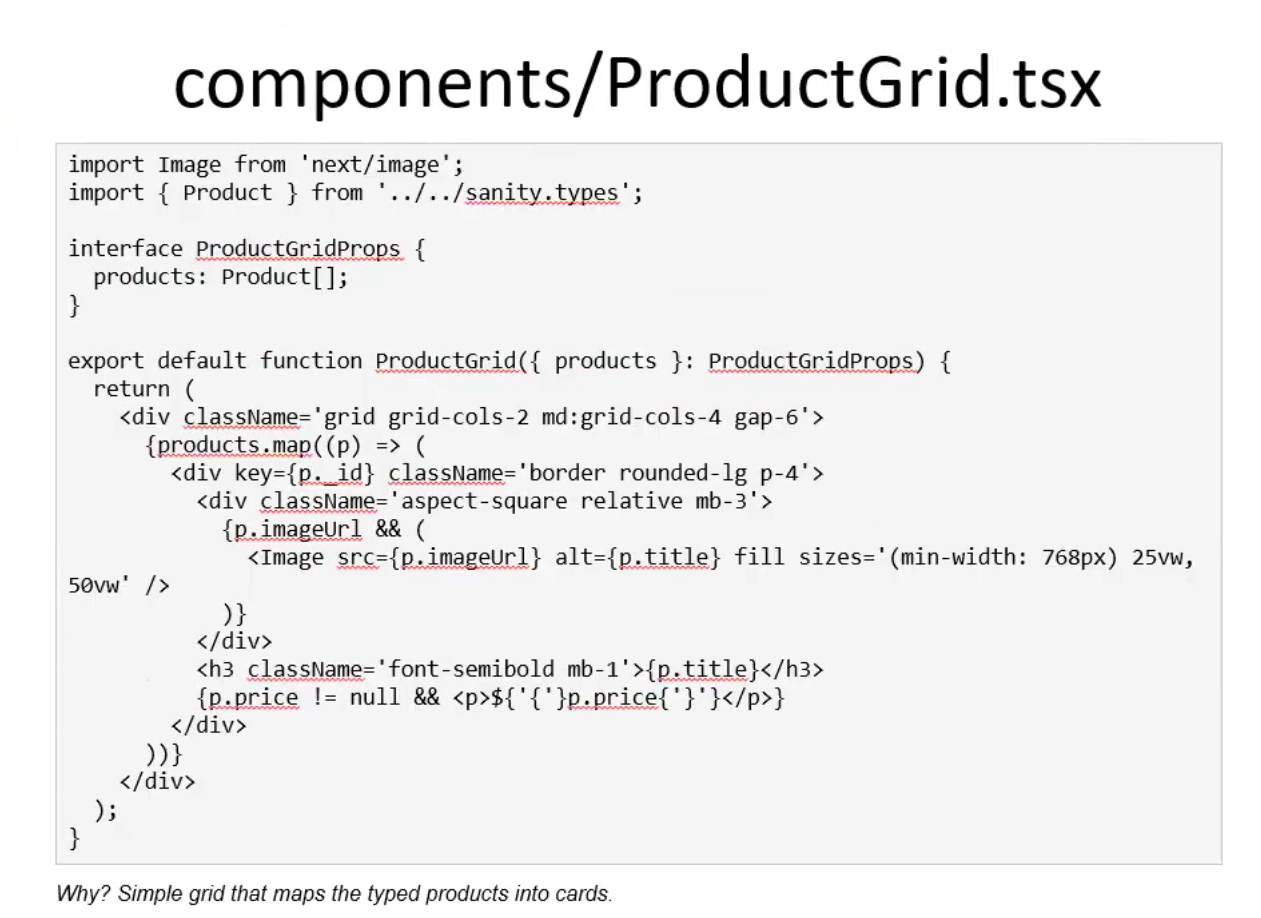 components/ProductGrid.tsx
import Image from 'next/image';
import { Product } from '../../sanity.types';
interface ProductGridProps {
  products: Product[];
}
export default function ProductGrid({ products }: ProductGridProps) {
  return (
    <div className='grid grid-cols-2 md:grid-cols-4 gap-6'>
      {products.map((p) => (
        <div key={p._id} className='border rounded-lg p-4'>
          <div className='aspect-square relative mb-3'>
            {p.imageUrl && (
              <Image src={p.imageUrl} alt={p.title} fill sizes='(min-width: 768px) 25vw,
50vw' />
            )}
          </div>
          <h3 className='font-semibold mb-1'>{p.title}</h3>
          {p.price != null && <p>${'{'}p.price{'}'}</p>}
        </div>
      ))}
    </div>
  );
}
Why? Simple grid that maps the typed products into cards.